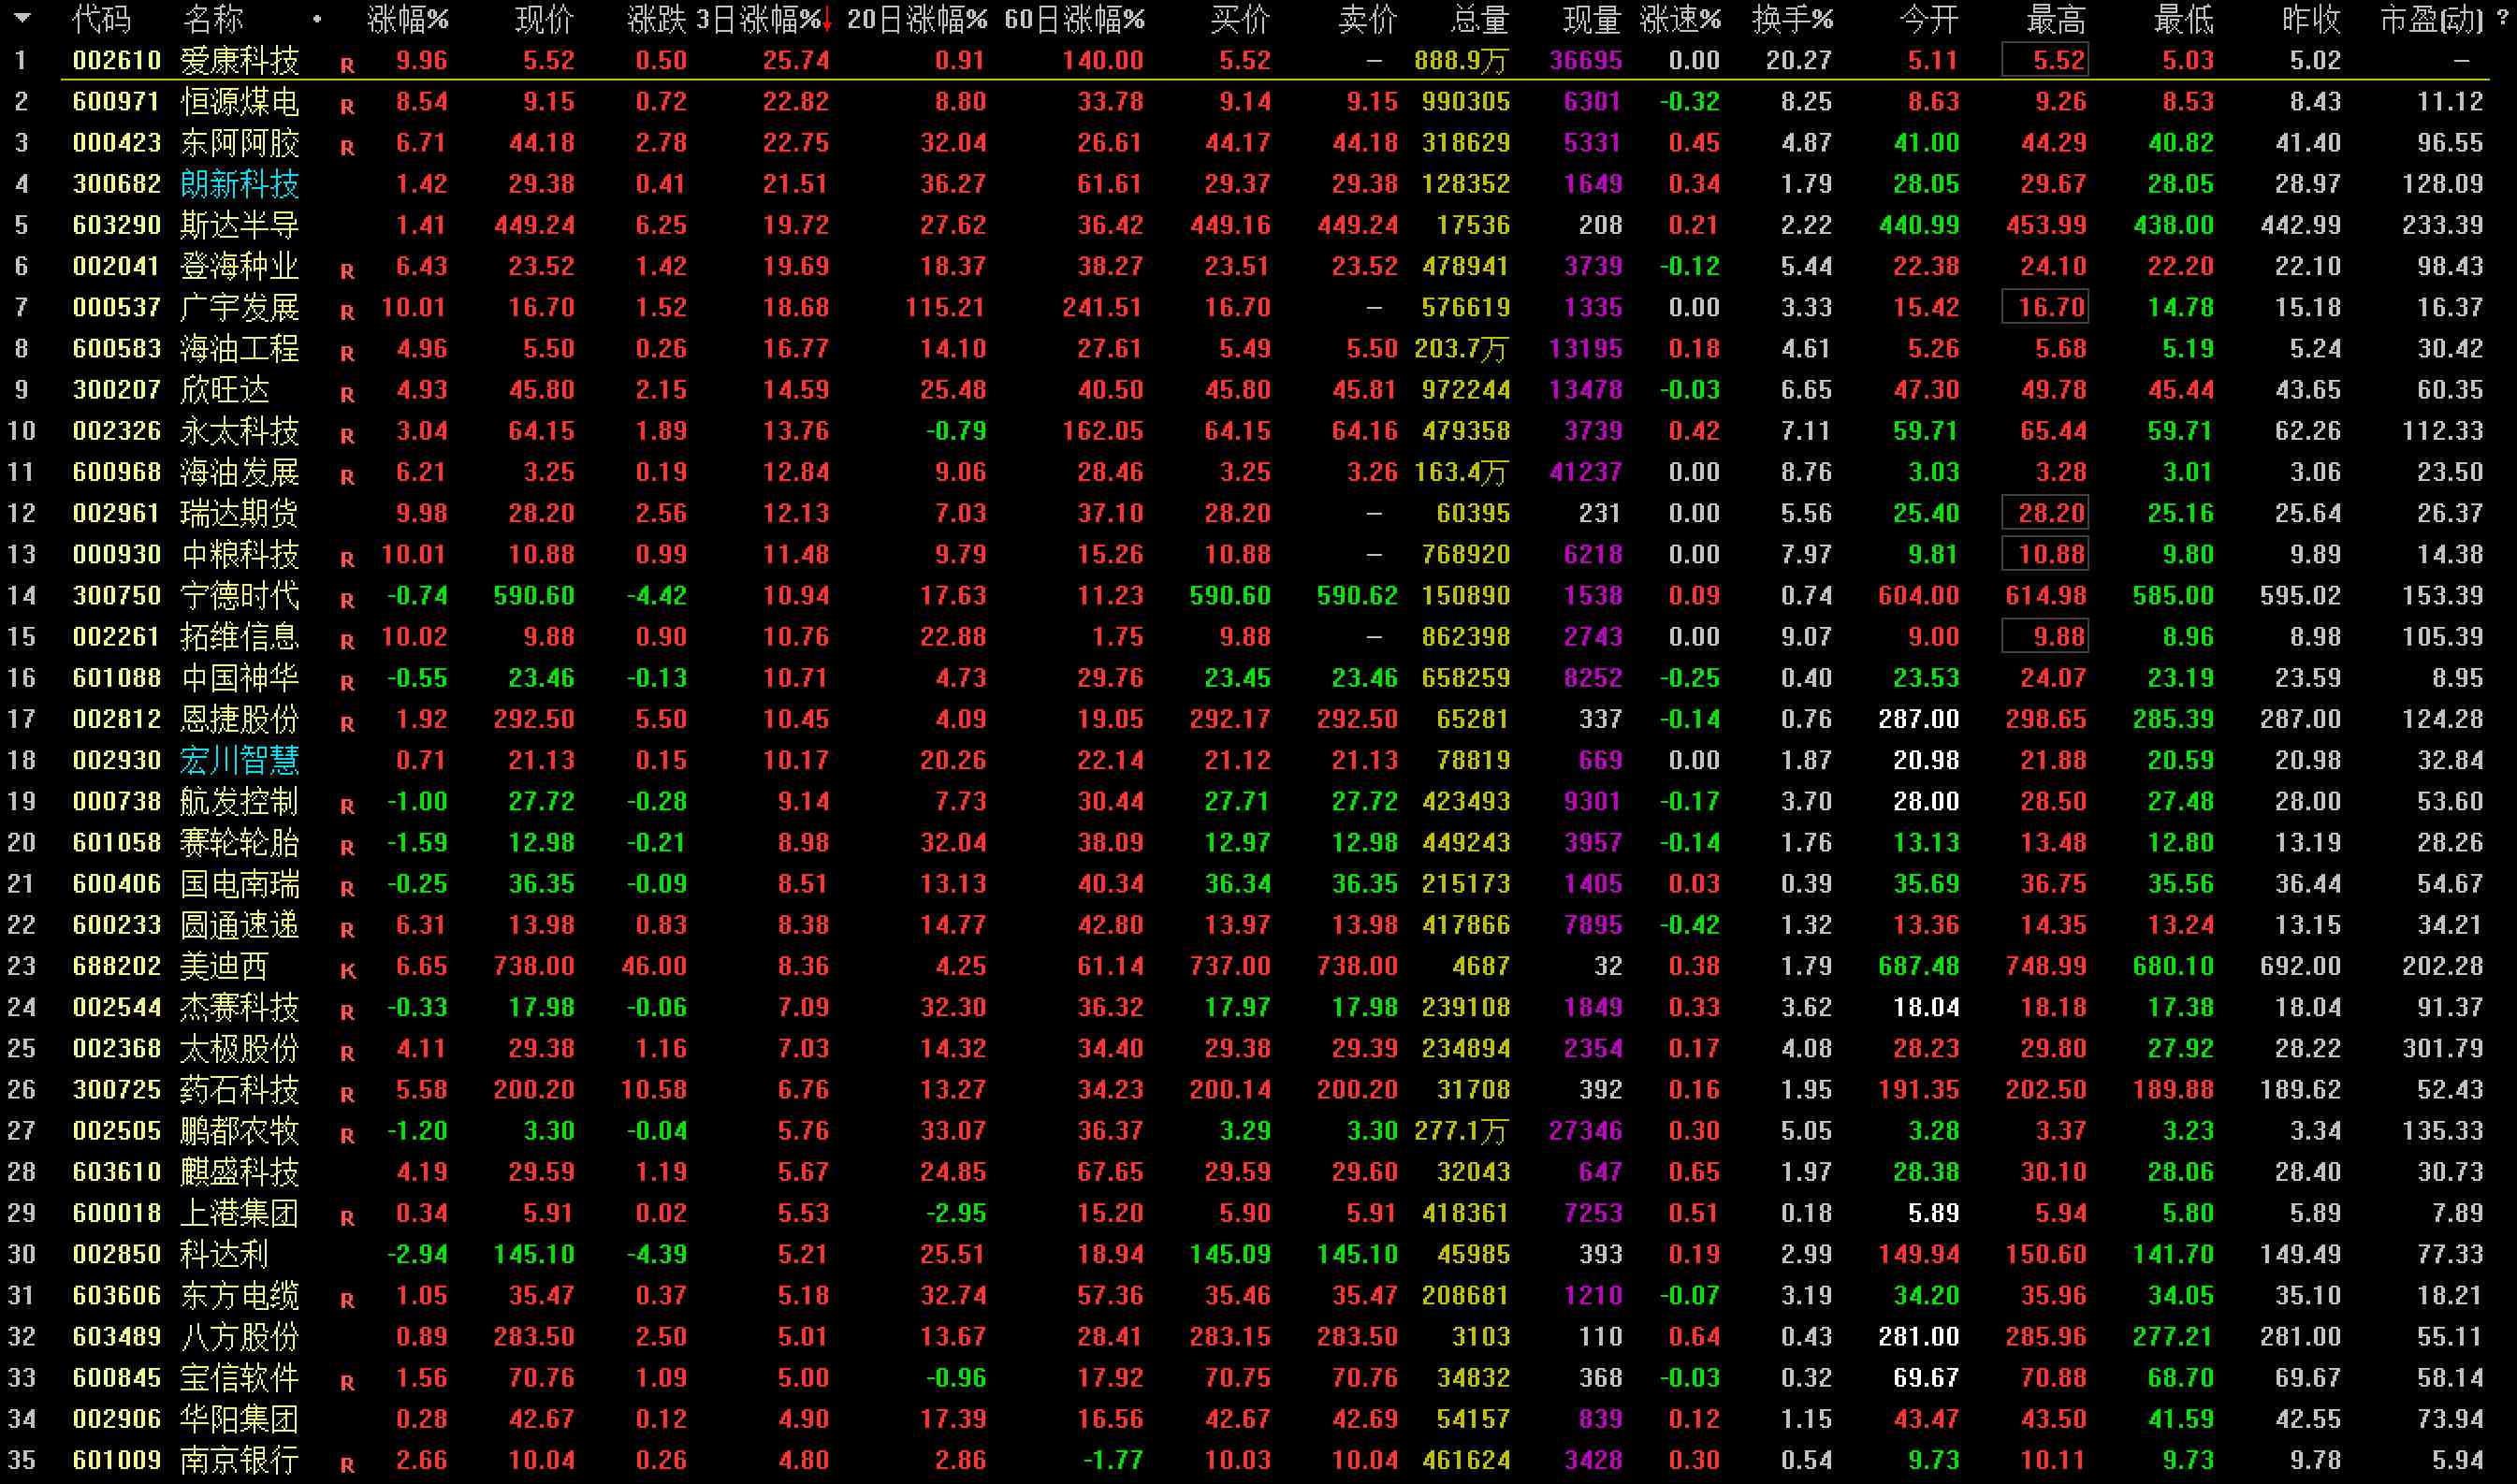 代码 名称 • 涨幅% 现价 涨跌 3日涨幅%↓ 20日涨幅% 60日涨幅% 买价 卖价 总量 现量 涨速% 换手% 今开 最高 最低 昨收 市盈(动) ?
1 002610 爱康科技 R 9.96 5.52 0.50 25.74 0.91 140.00 5.52 — 888.9万 36695 0.00 20.27 5.11 5.52 5.03 5.02 —
2 600971 恒源煤电 R 8.54 9.15 0.72 22.82 8.80 33.78 9.14 9.15 990305 6301 -0.32 8.25 8.63 9.26 8.53 8.43 11.12
3 000423 东阿阿胶 R 6.71 44.18 2.78 22.75 32.04 26.61 44.17 44.18 318629 5331 0.45 4.87 41.00 44.29 40.82 41.40 96.55
4 300682 朗新科技 1.42 29.38 0.41 21.51 36.27 61.61 29.37 29.38 128352 1649 0.34 1.79 28.05 29.67 28.05 28.97 128.09
5 603290 斯达半导 1.41 449.24 6.25 19.72 27.62 36.42 449.16 449.24 17536 208 0.21 2.22 440.99 453.99 438.00 442.99 233.39
6 002041 登海种业 R 6.43 23.52 1.42 19.69 18.37 38.27 23.51 23.52 478941 3739 -0.12 5.44 22.38 24.10 22.20 22.10 98.43
7 000537 广宇发展 R 10.01 16.70 1.52 18.68 115.21 241.51 16.70 — 576619 1335 0.00 3.33 15.42 16.70 14.78 15.18 16.37
8 600583 海油工程 R 4.96 5.50 0.26 16.77 14.10 27.61 5.49 5.50 203.7万 13195 0.18 4.61 5.26 5.68 5.19 5.24 30.42
9 300207 欣旺达 R 4.93 45.80 2.15 14.59 25.48 40.50 45.80 45.81 972244 13478 -0.03 6.65 47.30 49.78 45.44 43.65 60.35
10 002326 永太科技 R 3.04 64.15 1.89 13.76 -0.79 162.05 64.15 64.16 479358 3739 0.42 7.11 59.71 65.44 59.71 62.26 112.33
11 600968 海油发展 R 6.21 3.25 0.19 12.84 9.06 28.46 3.25 3.26 163.4万 41237 0.00 8.76 3.03 3.28 3.01 3.06 23.50
12 002961 瑞达期货 9.98 28.20 2.56 12.13 7.03 37.10 28.20 — 60395 231 0.00 5.56 25.40 28.20 25.16 25.64 26.37
13 000930 中粮科技 R 10.01 10.88 0.99 11.48 9.79 15.26 10.88 — 768920 6218 0.00 7.97 9.81 10.88 9.80 9.89 14.38
14 300750 宁德时代 R -0.74 590.60 -4.42 10.94 17.63 11.23 590.60 590.62 150890 1538 0.09 0.74 604.00 614.98 585.00 595.02 153.39
15 002261 拓维信息 R 10.02 9.88 0.90 10.76 22.88 1.75 9.88 — 862398 2743 0.00 9.07 9.00 9.88 8.96 8.98 105.39
16 601088 中国神华 R -0.55 23.46 -0.13 10.71 4.73 29.76 23.45 23.46 658259 8252 -0.25 0.40 23.53 24.07 23.19 23.59 8.95
17 002812 恩捷股份 R 1.92 292.50 5.50 10.45 4.09 19.05 292.17 292.50 65281 337 -0.14 0.76 287.00 298.65 285.39 287.00 124.28
18 002930 宏川智慧 0.71 21.13 0.15 10.17 20.26 22.14 21.12 21.13 78819 669 0.00 1.87 20.98 21.88 20.59 20.98 32.84
19 000738 航发控制 R -1.00 27.72 -0.28 9.14 7.73 30.44 27.71 27.72 423493 9301 -0.17 3.70 28.00 28.50 27.48 28.00 53.60
20 601058 赛轮轮胎 R -1.59 12.98 -0.21 8.98 32.04 38.09 12.97 12.98 449243 3957 -0.14 1.76 13.13 13.48 12.80 13.19 28.26
21 600406 国电南瑞 R -0.25 36.35 -0.09 8.51 13.13 40.34 36.34 36.35 215173 1405 0.03 0.39 35.69 36.75 35.56 36.44 54.67
22 600233 圆通速递 R 6.31 13.98 0.83 8.38 14.77 42.80 13.97 13.98 417866 7895 -0.42 1.32 13.36 14.35 13.24 13.15 34.21
23 688202 美迪西 K 6.65 738.00 46.00 8.36 4.25 61.14 737.00 738.00 4687 32 0.38 1.79 687.48 748.99 680.10 692.00 202.28
24 002544 杰赛科技 R -0.33 17.98 -0.06 7.09 32.30 36.32 17.97 17.98 239108 1849 0.33 3.62 18.04 18.18 17.38 18.04 91.37
25 002368 太极股份 R 4.11 29.38 1.16 7.03 14.32 34.40 29.38 29.39 234894 2354 0.17 4.08 28.23 29.80 27.92 28.22 301.79
26 300725 药石科技 R 5.58 200.20 10.58 6.76 13.27 34.23 200.14 200.20 31708 392 0.16 1.95 191.35 202.50 189.88 189.62 52.43
27 002505 鹏都农牧 R -1.20 3.30 -0.04 5.76 33.07 36.37 3.29 3.30 277.1万 27346 0.30 5.05 3.28 3.37 3.23 3.34 135.33
28 603610 麒盛科技 4.19 29.59 1.19 5.67 24.85 67.65 29.59 29.60 32043 647 0.65 1.97 28.38 30.10 28.06 28.40 30.73
29 600018 上港集团 R 0.34 5.91 0.02 5.53 -2.95 15.20 5.90 5.91 418361 7253 0.51 0.18 5.89 5.94 5.80 5.89 7.89
30 002850 科达利 -2.94 145.10 -4.39 5.21 25.51 18.94 145.09 145.10 45985 393 0.19 2.99 149.94 150.60 141.70 149.49 77.33
31 603606 东方电缆 R 1.05 35.47 0.37 5.18 32.74 57.36 35.46 35.47 208681 1210 -0.07 3.19 34.20 35.96 34.05 35.10 18.21
32 603489 八方股份 0.89 283.50 2.50 5.01 13.67 28.41 283.15 283.50 3103 110 0.64 0.43 281.00 285.96 277.21 281.00 55.11
33 600845 宝信软件 R 1.56 70.76 1.09 5.00 -0.96 17.92 70.75 70.76 34832 368 -0.03 0.32 69.67 70.88 68.70 69.67 58.14
34 002906 华阳集团 0.28 42.67 0.12 4.90 17.39 16.56 42.67 42.69 54157 839 0.12 1.15 43.47 43.50 41.59 42.55 73.94
35 601009 南京银行 R 2.66 10.04 0.26 4.80 2.86 -1.77 10.03 10.04 461624 3428 0.30 0.54 9.73 10.11 9.73 9.78 5.94